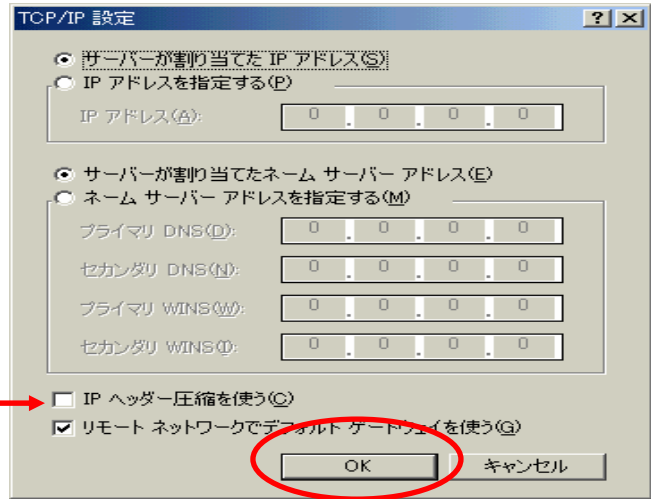 TCP/IP 設定
サーバーが割り当てた IP アドレス(S)
IP アドレスを指定する(P)
IP アドレス(A): 0 . 0 . 0 . 0
サーバーが割り当てたネーム サーバー アドレス(E)
ネーム サーバー アドレスを指定する(M)
プライマリ DNS(D): 0 . 0 . 0 . 0
セカンダリ DNS(N): 0 . 0 . 0 . 0
プライマリ WINS(W): 0 . 0 . 0 . 0
セカンダリ WINS(I): 0 . 0 . 0 . 0
IP ヘッダー圧縮を使う(C)
リモート ネットワークでデフォルト ゲートウェイを使う(G)
OK キャンセル